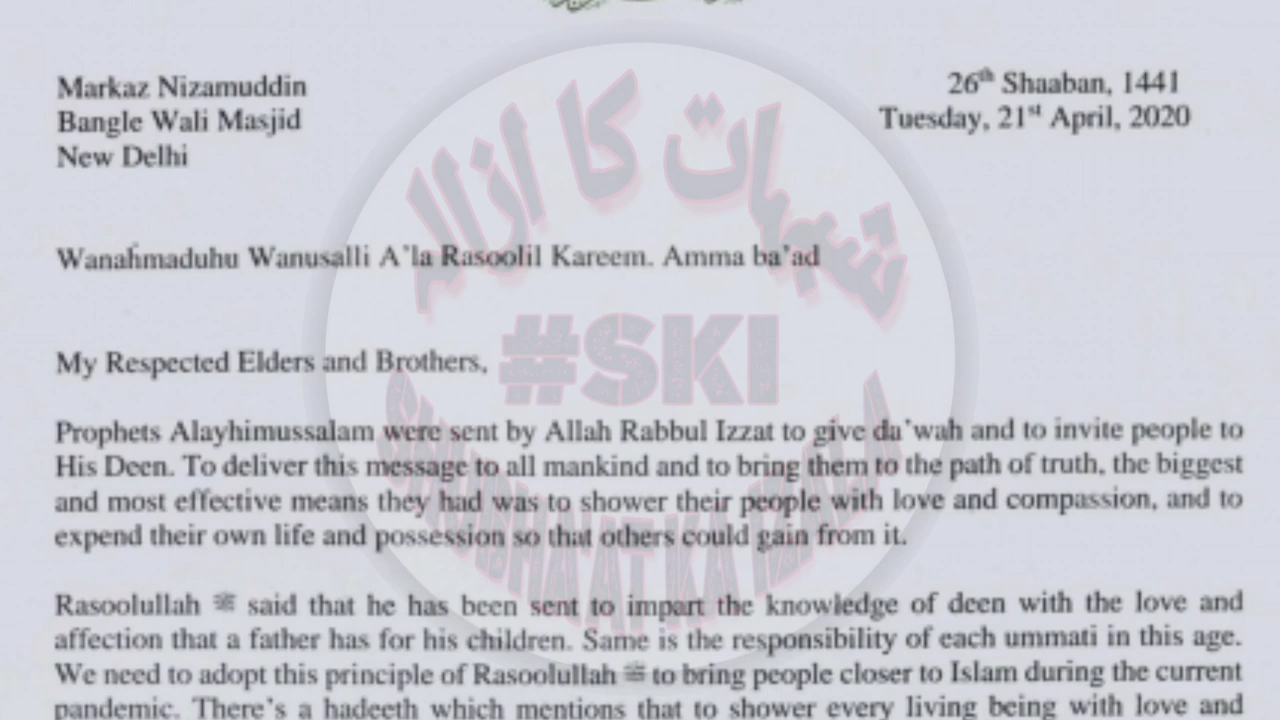 Markaz Nizamuddin
Bangle Wali Masjid
New Delhi
26th Shaaban, 1441
Tuesday, 21st April, 2020
Wanahmaduhu Wanusalli A'la Rasoolil Kareem. Amma ba'ad
My Respected Elders and Brothers,
Prophets Alayhimussalam were sent by Allah Rabbul Izzat to give da'wah and to invite people to
His Deen. To deliver this message to all mankind and to bring them to the path of truth, the biggest
and most effective means they had was to shower their people with love and compassion, and to
expend their own life and possession so that others could gain from it.
Rasoolullah ﷺ said that he has been sent to impart the knowledge of deen with the love and
affection that a father has for his children. Same is the responsibility of each ummati in this age.
We need to adopt this principle of Rasoolullah ﷺ to bring people closer to Islam during the current
pandemic. There's a hadeeth which mentions that to shower every living being with love and
شبہات کا ازالہ
#SKI
SHUBHAAT KA IZALA